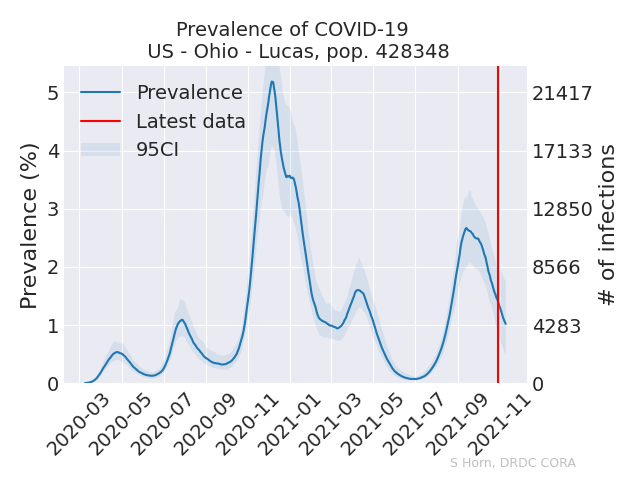 Prevalence of COVID-19
US - Ohio - Lucas, pop. 428348
Prevalence
Latest data
95CI
Prevalence (%)
5
4
3
2
1
0
21417
17133
12850
8566
4283
0
# of infections
2020-03
2020-05
2020-07
2020-09
2020-11
2021-01
2021-03
2021-05
2021-07
2021-09
2021-11
S Horn, DRDC CORA